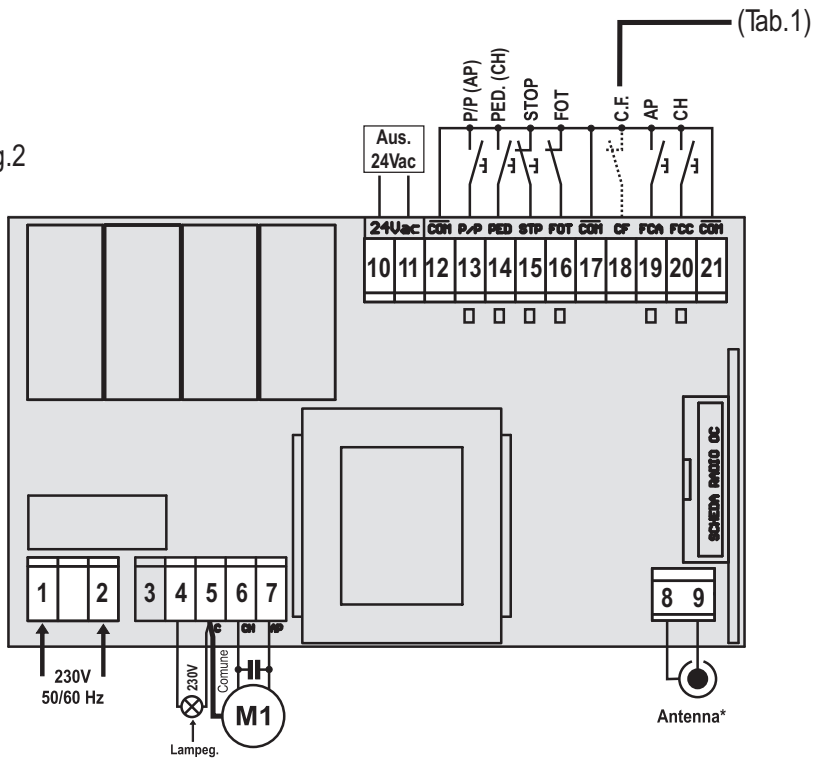 (Tab.1)
P/P (AP)
PED. (CH)
STOP
FOT
C.F.
AP
CH
g.2
Aus.
24Vac
24Vac COM P/P PED STP FOT COM CF FCA FCC COM
10 11 12 13 14 15 16 17 18 19 20 21
SCHEDA RADIO OC
1 2 3 4 5 6 7
8 9
C CH AP
230V
50/60 Hz
230V
Comune
M1
Lampeg.
Antenna*